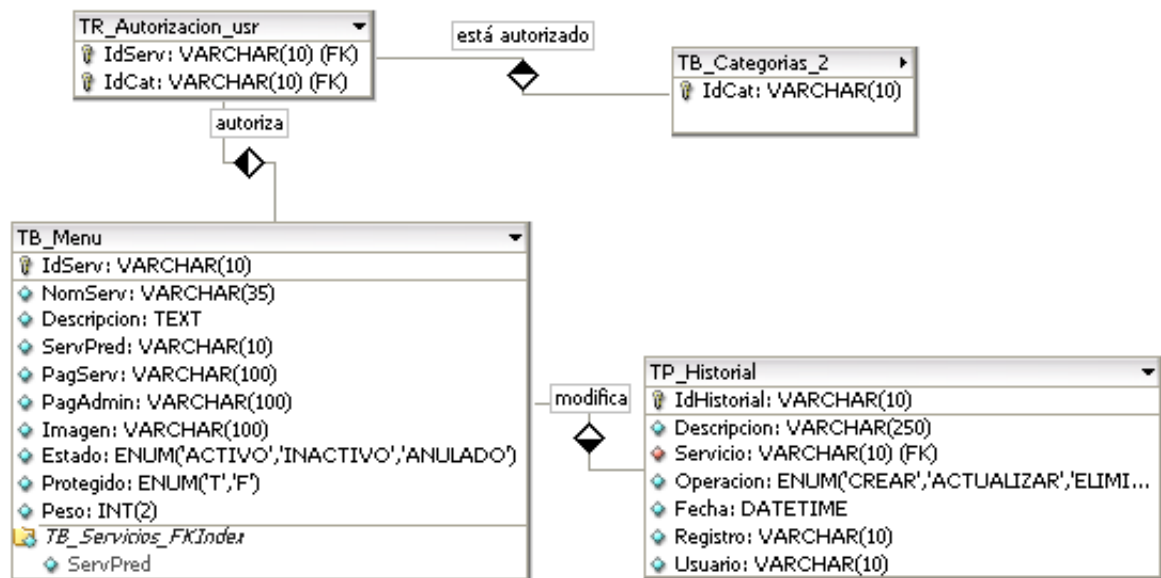 TR_Autorizacion_usr
IdServ: VARCHAR(10) (FK)
IdCat: VARCHAR(10) (FK)
está autorizado
TB_Categorias_2
IdCat: VARCHAR(10)
autoriza
TB_Menu
IdServ: VARCHAR(10)
NomServ: VARCHAR(35)
Descripcion: TEXT
ServPred: VARCHAR(10)
PagServ: VARCHAR(100)
PagAdmin: VARCHAR(100)
Imagen: VARCHAR(100)
Estado: ENUM('ACTIVO','INACTIVO','ANULADO')
Protegido: ENUM('T','F')
Peso: INT(2)
TB_Servicios_FKIndex
ServPred
modifica
TP_Historial
IdHistorial: VARCHAR(10)
Descripcion: VARCHAR(250)
Servicio: VARCHAR(10) (FK)
Operacion: ENUM('CREAR','ACTUALIZAR','ELIMI...
Fecha: DATETIME
Registro: VARCHAR(10)
Usuario: VARCHAR(10)